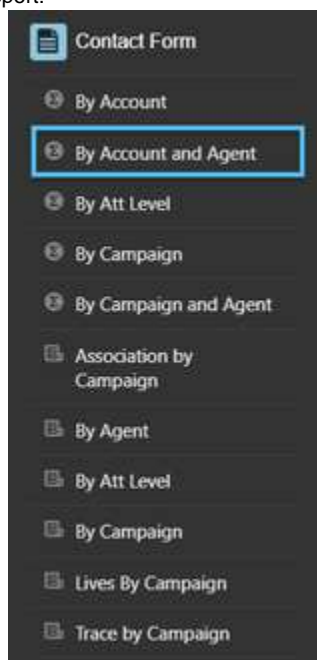 Contact Form
By Account
By Account and Agent
By Att Level
By Campaign
By Campaign and Agent
Association by
Campaign
By Agent
By Att Level
By Campaign
Lives By Campaign
Trace by Campaign